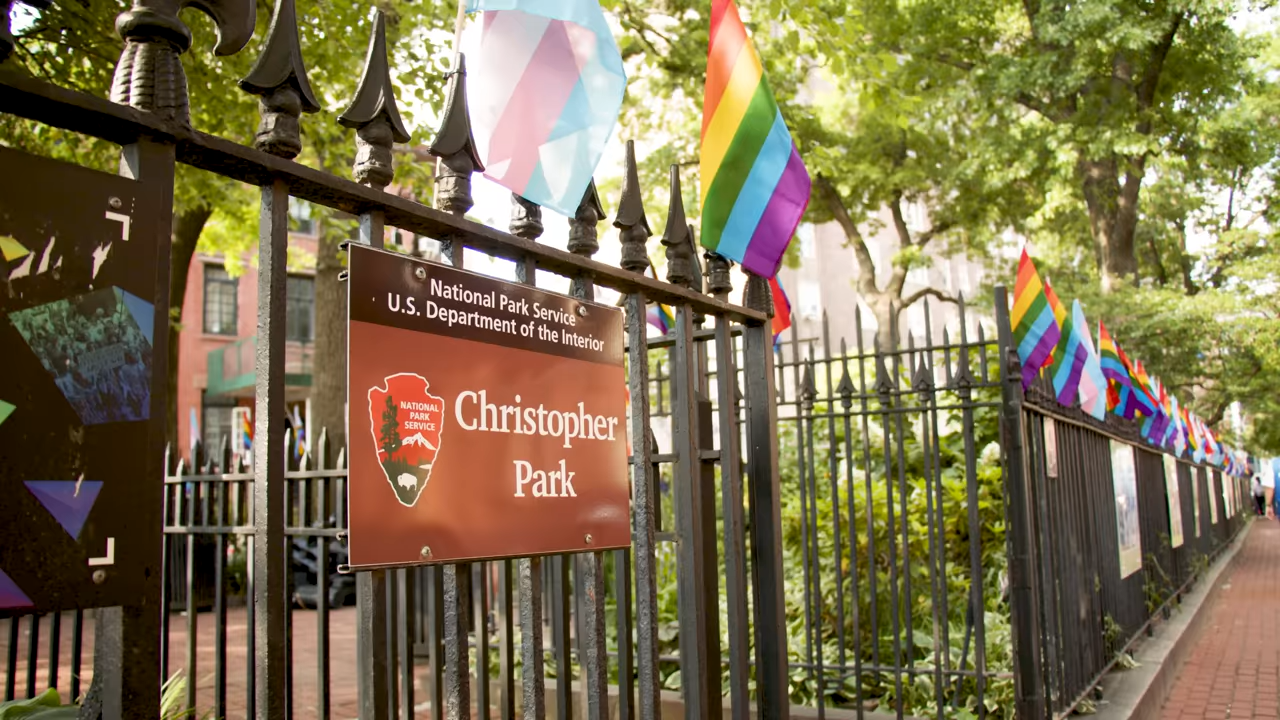 National Park Service
U.S. Department of the Interior
NATIONAL
PARK
SERVICE
Christopher
Park